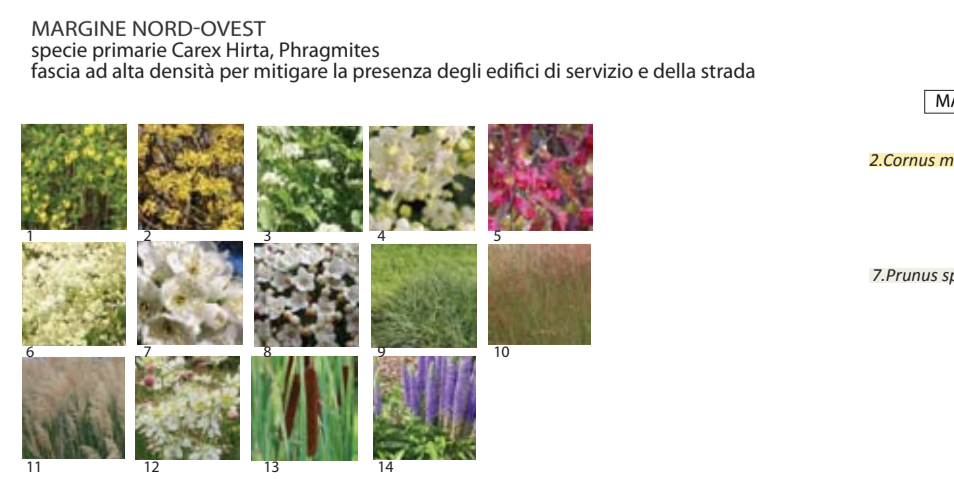 MARGINE NORD-OVEST
specie primarie Carex Hirta, Phragmites
fascia ad alta densità per mitigare la presenza degli edifici di servizio e della strada
MA
2.Cornus m
7.Prunus sp
1 2 3 4 5
6 7 8 9 10
11 12 13 14